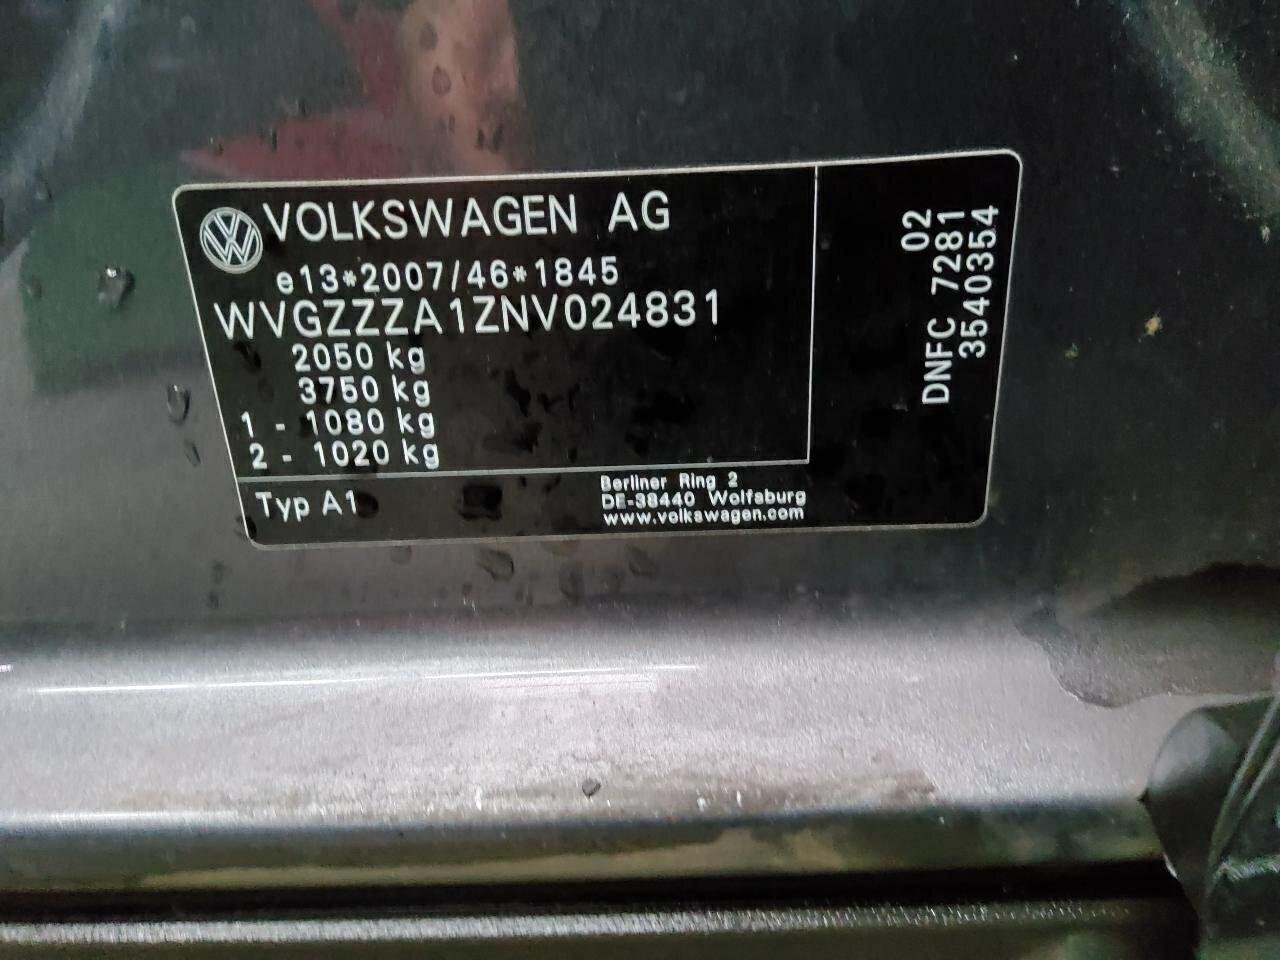 VOLKSWAGEN AG
e13*2007/46*1845
WVGZZZA1ZNV024831
2050 kg
3750 kg
1 - 1080 kg
2 - 1020 kg
Typ A1
Berliner Ring 2
DE-38440 Wolfsburg
www.volkswagen.com
02
DNFC 7281
3540354